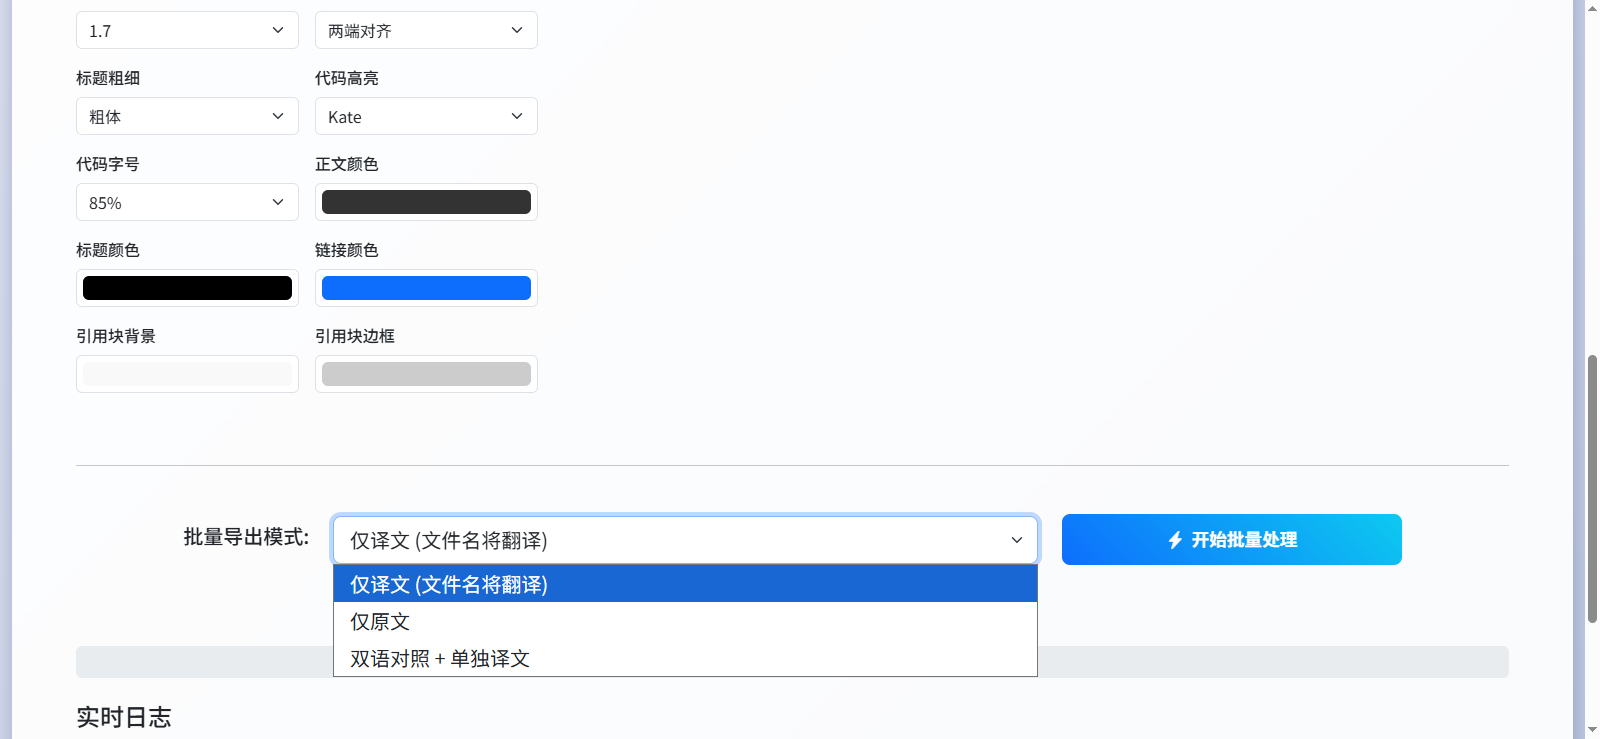 1.7
两端对齐
标题粗细
代码高亮
粗体
Kate
代码字号
正文颜色
85%
标题颜色
链接颜色
引用块背景
引用块边框
批量导出模式:
仅译文 (文件名将翻译)
开始批量处理
仅译文 (文件名将翻译)
仅原文
双语对照 + 单独译文
实时日志